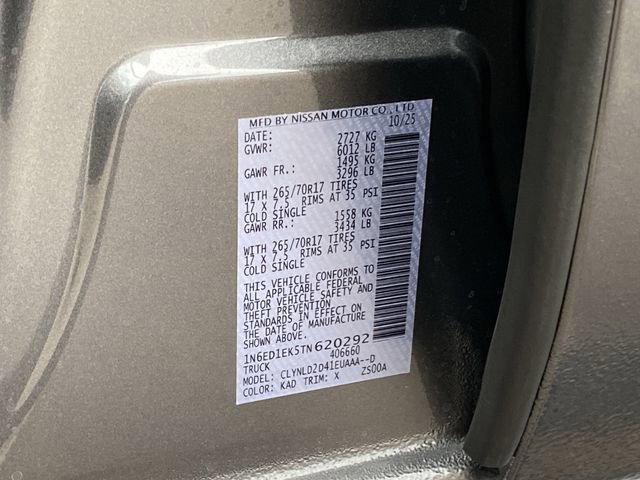 MFD BY NISSAN MOTOR CO., LTD.
DATE: 10/25
GVWR: 2727 KG
6012 LB
GAWR FR.: 1495 KG
3296 LB
WITH 265/70R17 TIRES
17 X 7.5 RIMS AT 35 PSI
COLD SINGLE
GAWR RR.: 1558 KG
3434 LB
WITH 265/70R17 TIRES
17 X 7.5 RIMS AT 35 PSI
COLD SINGLE
THIS VEHICLE CONFORMS TO
ALL APPLICABLE FEDERAL
MOTOR VEHICLE SAFETY AND
THEFT PREVENTION
STANDARDS IN EFFECT ON
THE DATE OF MANUFACTURE
SHOWN ABOVE.
1N6ED1EK5TN620292
TRUCK 406660
MODEL: CLYNLD2D41EUAAA--D
COLOR: KAD TRIM: X ZS00A